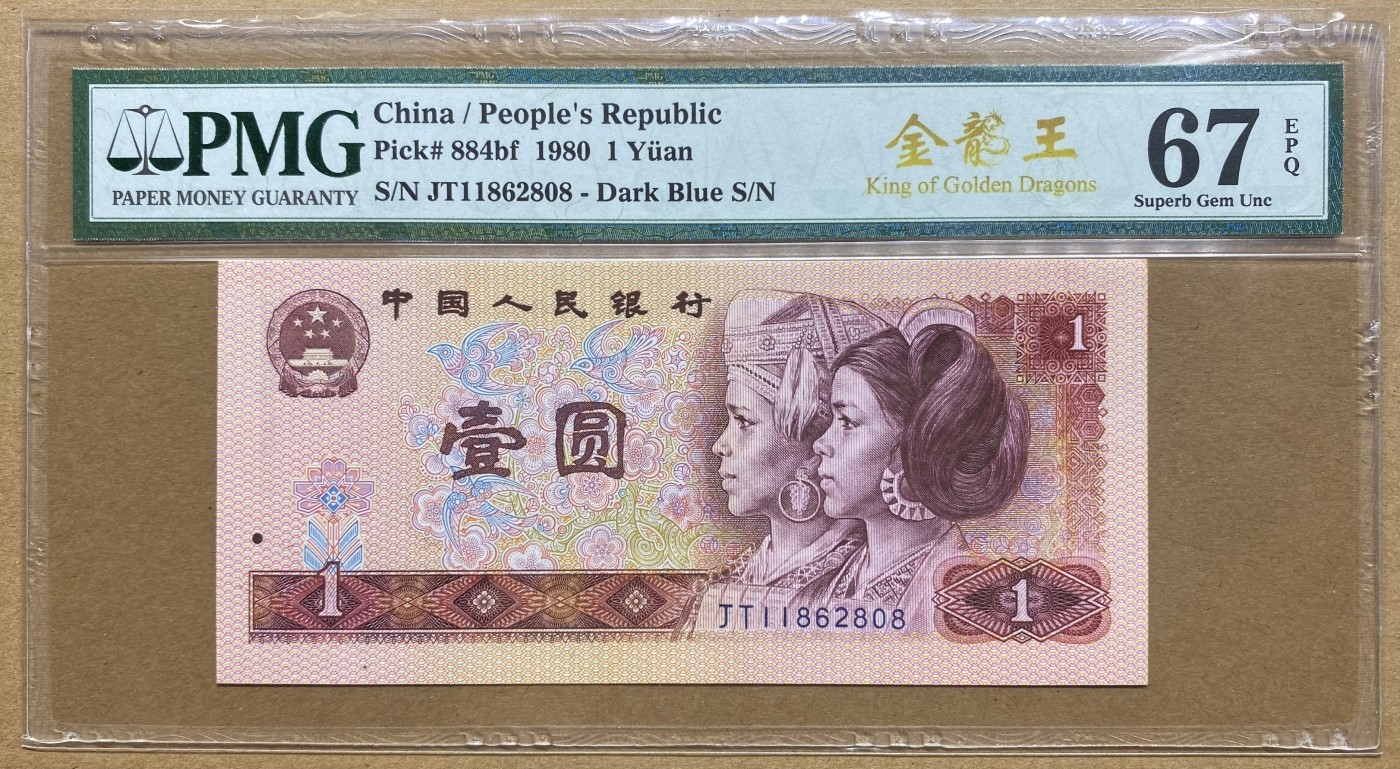 PMG
PAPER MONEY GUARANTY
China / People's Republic
Pick# 884bf 1980 1 Yüan
S/N JT11862808 - Dark Blue S/N
金龍王
King of Golden Dragons
67
EPQ
Superb Gem Unc
中国人民银行
1
壹圆
1
JT11862808
1